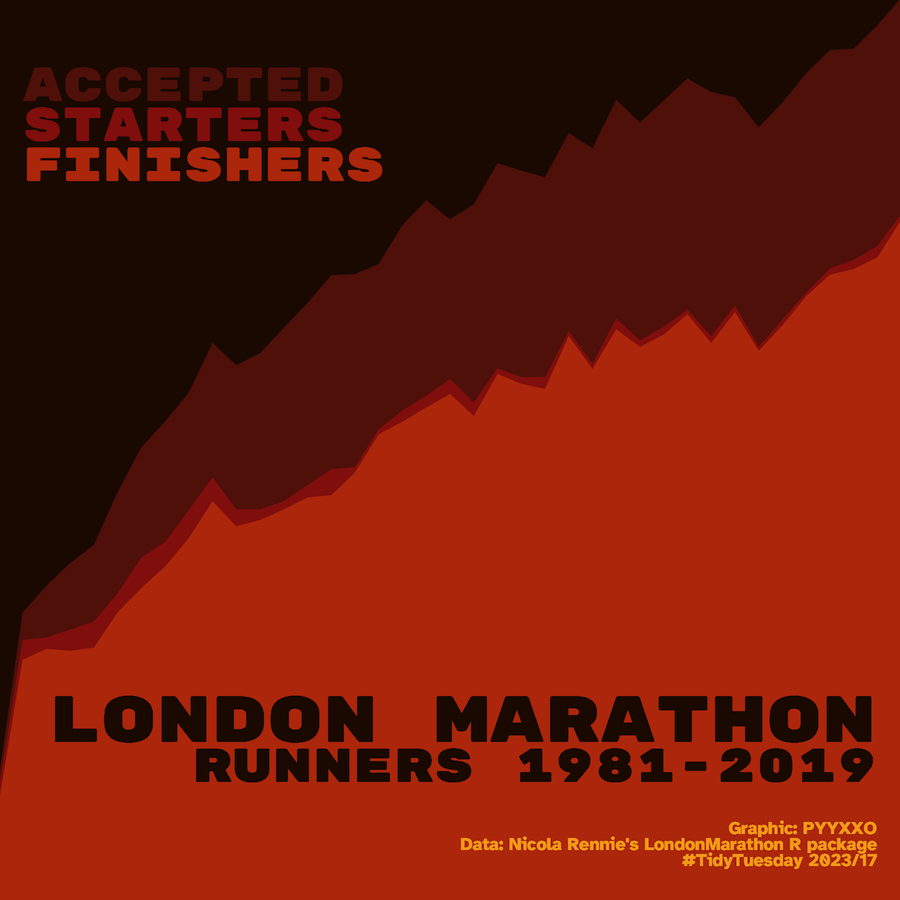 ACCEPTED
STARTERS
FINISHERS
LONDON MARATHON
RUNNERS 1981-2019
Graphic: PYYXXO
Data: Nicola Rennie's LondonMarathon R package
#TidyTuesday 2023/17